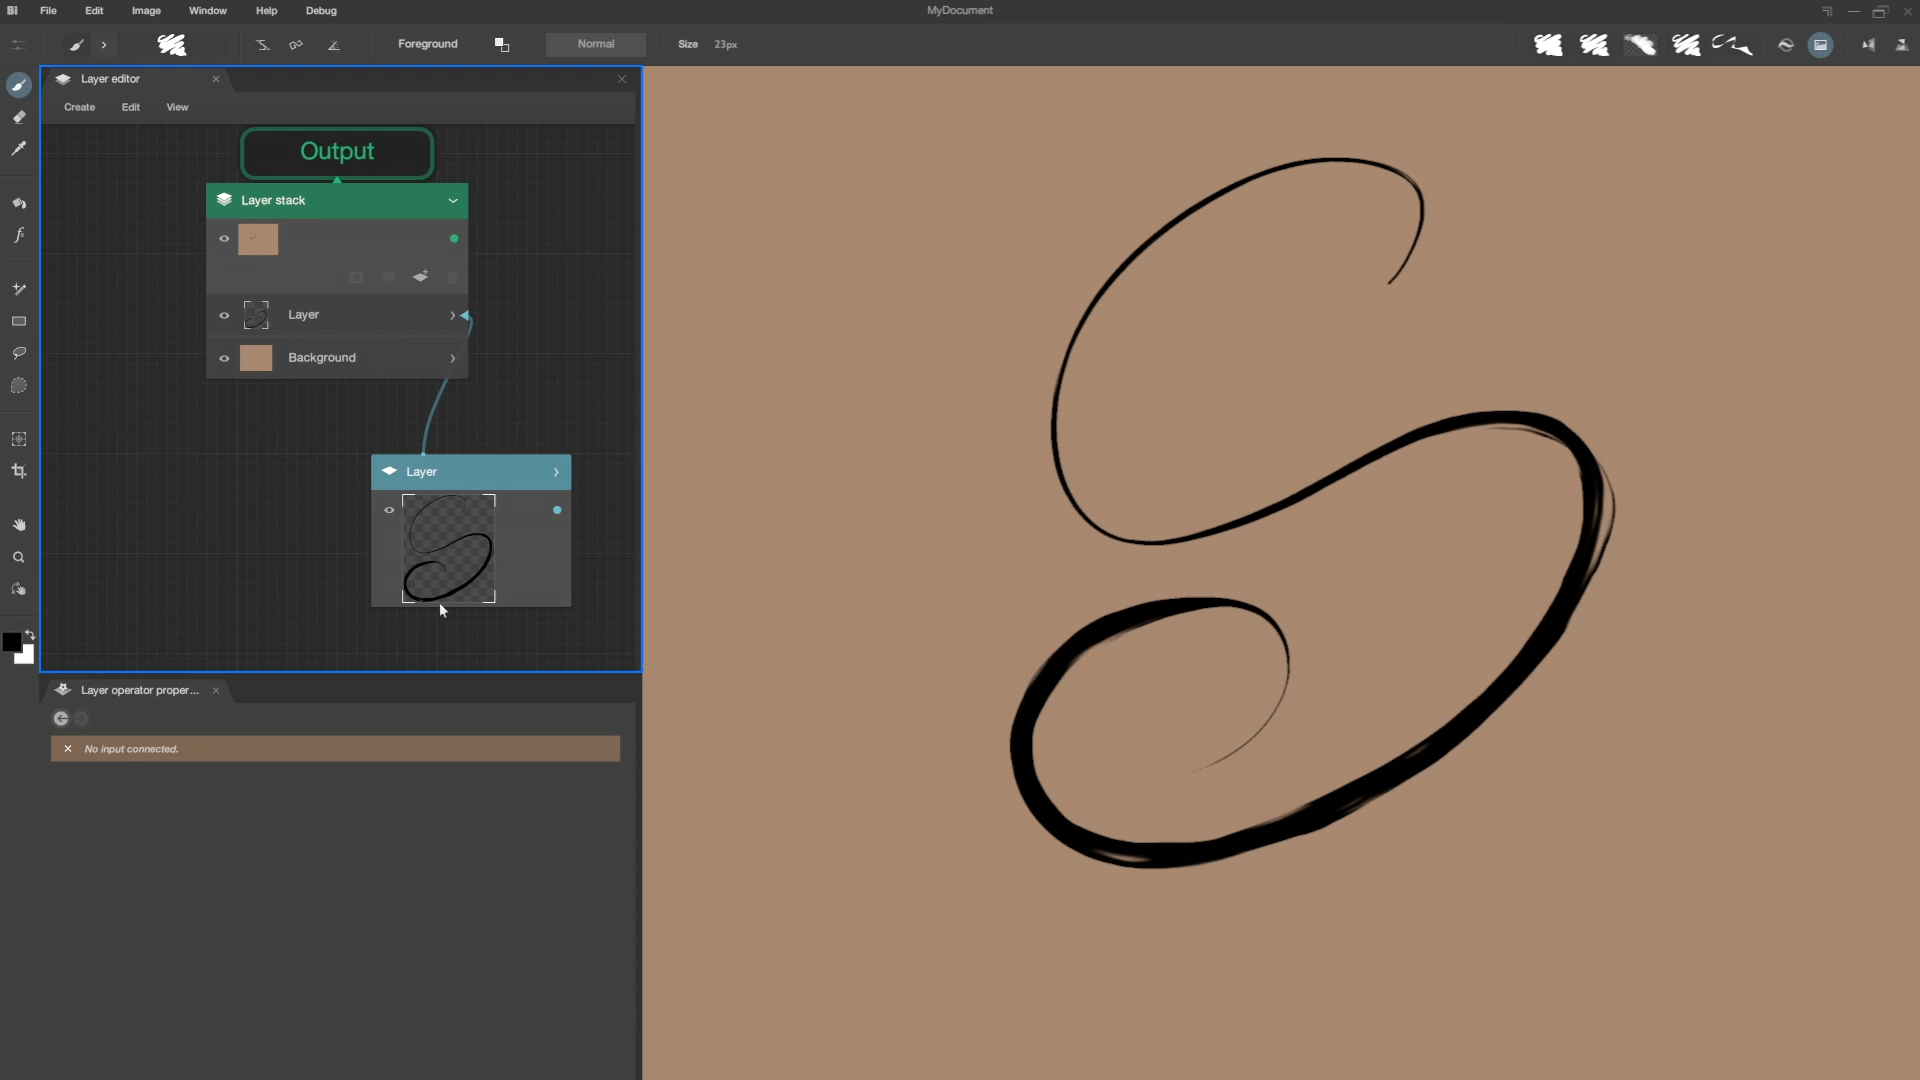 Bi File Edit Image Window Help Debug MyDocument
Foreground Normal Size 23px
Layer editor
Create Edit View
Output
Layer stack
Layer
Background
Layer
Layer operator proper...
No input connected.